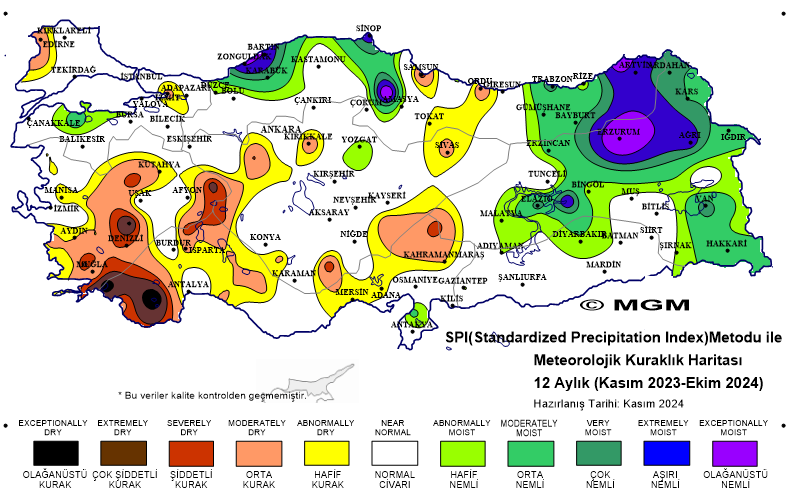 KIRKLARELİ
EDİRNE
TEKİRDAĞ
İSTANBUL
YALOVA
ADAPAZARI
DÜZCE
BOLU
ZONGULDAK
BARTIN
KARABÜK
KASTAMONU
SİNOP
SAMSUN
ORDU
GİRESUN
TRABZON
RİZE
ARTVİN
ARDAHAN
KARS
ÇANAKKALE
BURSA
BİLECİK
BALIKESİR
ESKİŞEHİR
ANKARA
KIRIKKALE
ÇANKIRI
ÇORUM
AMASYA
TOKAT
YOZGAT
SİVAS
GÜMÜŞHANE
BAYBURT
ERZİNCAN
ERZURUM
AĞRI
IĞDIR
KÜTAHYA
MANİSA
UŞAK
AFYON
İZMİR
AYDIN
DENİZLİ
BURDUR
ISPARTA
MUĞLA
ANTALYA
KONYA
KARAMAN
AKSARAY
KIRŞEHİR
NEVŞEHİR
KAYSERİ
NİĞDE
MERSİN
ADANA
KAHRAMANMARAŞ
OSMANİYE
GAZİANTEP
KİLİS
ANTAKYA
ŞANLIURFA
ADIYAMAN
MALATYA
ELAZIĞ
TUNCELİ
BİNGÖL
MUŞ
BİTLİS
VAN
DİYARBAKIR
BATMAN
SİİRT
MARDİN
ŞIRNAK
HAKKARİ
© MGM
SPI(Standardized Precipitation Index)Metodu ile
Meteorolojik Kuraklık Haritası
12 Aylık (Kasım 2023-Ekim 2024)
Hazırlanış Tarihi: Kasım 2024
* Bu veriler kalite kontrolden geçmemiştir.
EXCEPTIONALLY
DRY
EXTREMELY
DRY
SEVERELY
DRY
MODERATELY
DRY
ABNORMALLY
DRY
NEAR
NORMAL
ABNORMALLY
MOIST
MODERATELY
MOIST
VERY
MOIST
EXTREMELY
MOIST
EXCEPTIONALLY
MOIST
OLAĞANÜSTÜ
KURAK
ÇOK ŞİDDETLİ
KURAK
ŞİDDETLİ
KURAK
ORTA
KURAK
HAFİF
KURAK
NORMAL
CİVARI
HAFİF
NEMLİ
ORTA
NEMLİ
ÇOK
NEMLİ
AŞIRI
NEMLİ
OLAĞANÜSTÜ
NEMLİ